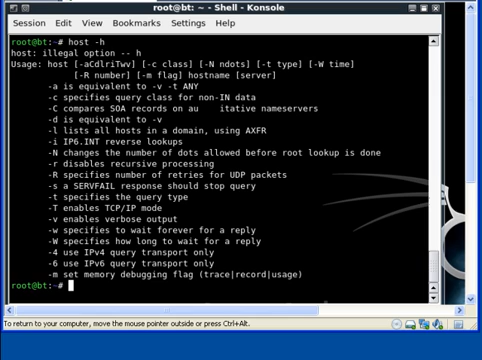 root@bt: ~ - Shell - Konsole
Session Edit View Bookmarks Settings Help
root@bt:~# host -h
host: illegal option -- h
Usage: host [-aCdlriTwv] [-c class] [-N ndots] [-t type] [-W time]
[-R number] [-m flag] hostname [server]
-a is equivalent to -v -t ANY
-c specifies query class for non-IN data
-C compares SOA records on au itative nameservers
-d is equivalent to -v
-l lists all hosts in a domain, using AXFR
-i IP6.INT reverse lookups
-N changes the number of dots allowed before root lookup is done
-r disables recursive processing
-R specifies number of retries for UDP packets
-s a SERVFAIL response should stop query
-t specifies the query type
-T enables TCP/IP mode
-v enables verbose output
-w specifies to wait forever for a reply
-W specifies how long to wait for a reply
-4 use IPv4 query transport only
-6 use IPv6 query transport only
-m set memory debugging flag (trace|record|usage)
root@bt:~#
To return to your computer, move the mouse pointer outside or press Ctrl+Alt.